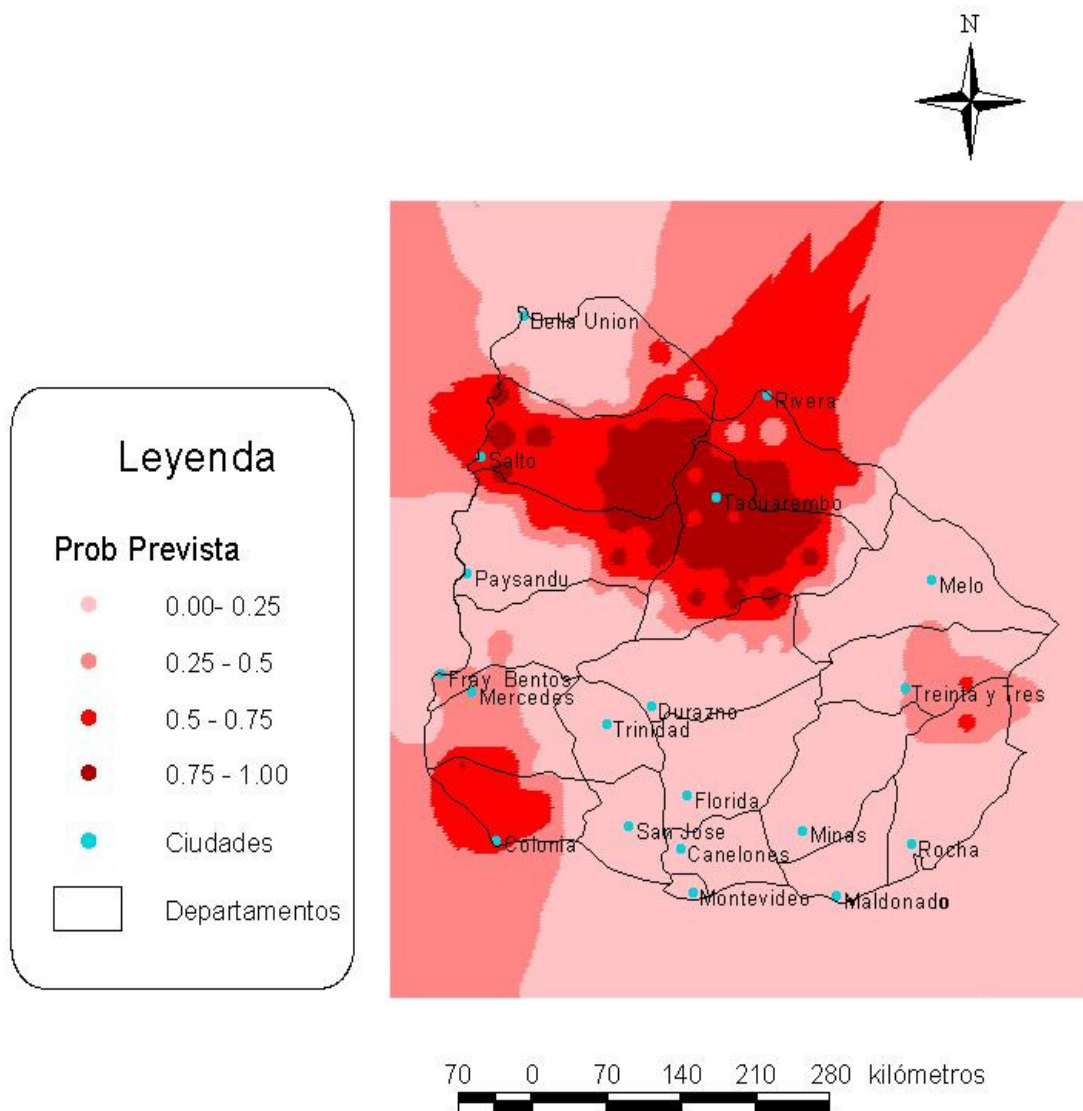 N
Bella Union
Rivera
Salto
Tacuarembo
Paysandu
Melo
Fray Bentos
Mercedes
Treinta y Tres
Durazno
Trinidad
Florida
San Jose
Minas
Colonia
Canelones
Rocha
Montevideo
Maldonado
Leyenda
Prob Prevista
0.00- 0.25
0.25 - 0.5
0.5 - 0.75
0.75 - 1.00
Ciudades
Departamentos
70 0 70 140 210 280 kilómetros